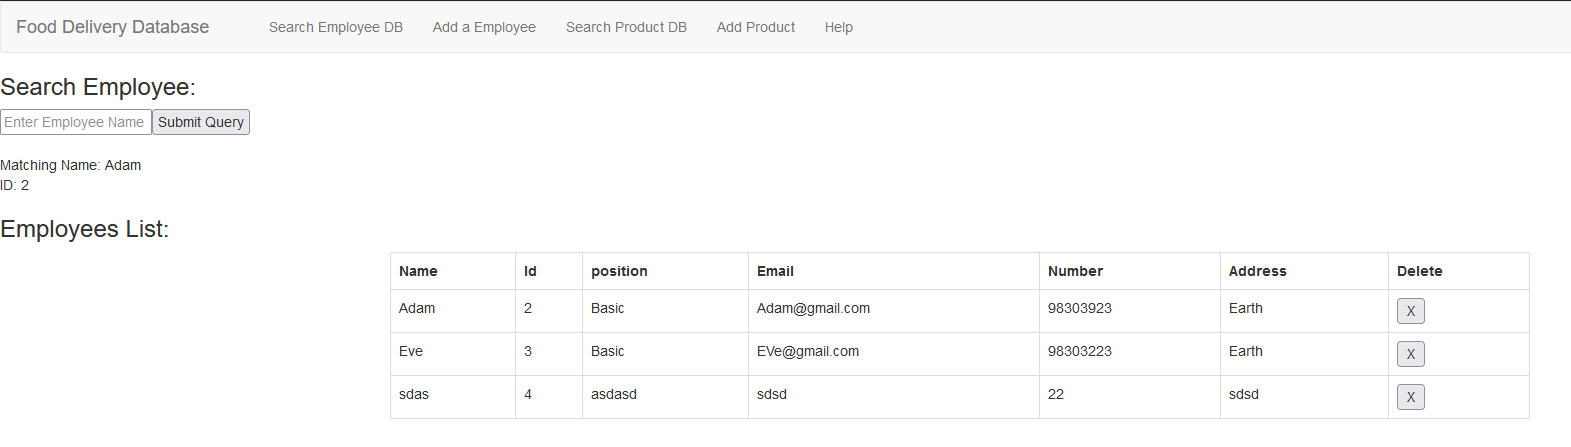 Food Delivery Database Search Employee DB Add a Employee Search Product DB Add Product Help
Search Employee:
Enter Employee Name Submit Query
Matching Name: Adam
ID: 2
Employees List:
Name Id position Email Number Address Delete
Adam 2 Basic Adam@gmail.com 98303923 Earth X
Eve 3 Basic EVe@gmail.com 98303223 Earth X
sdas 4 asdasd sdsd 22 sdsd X